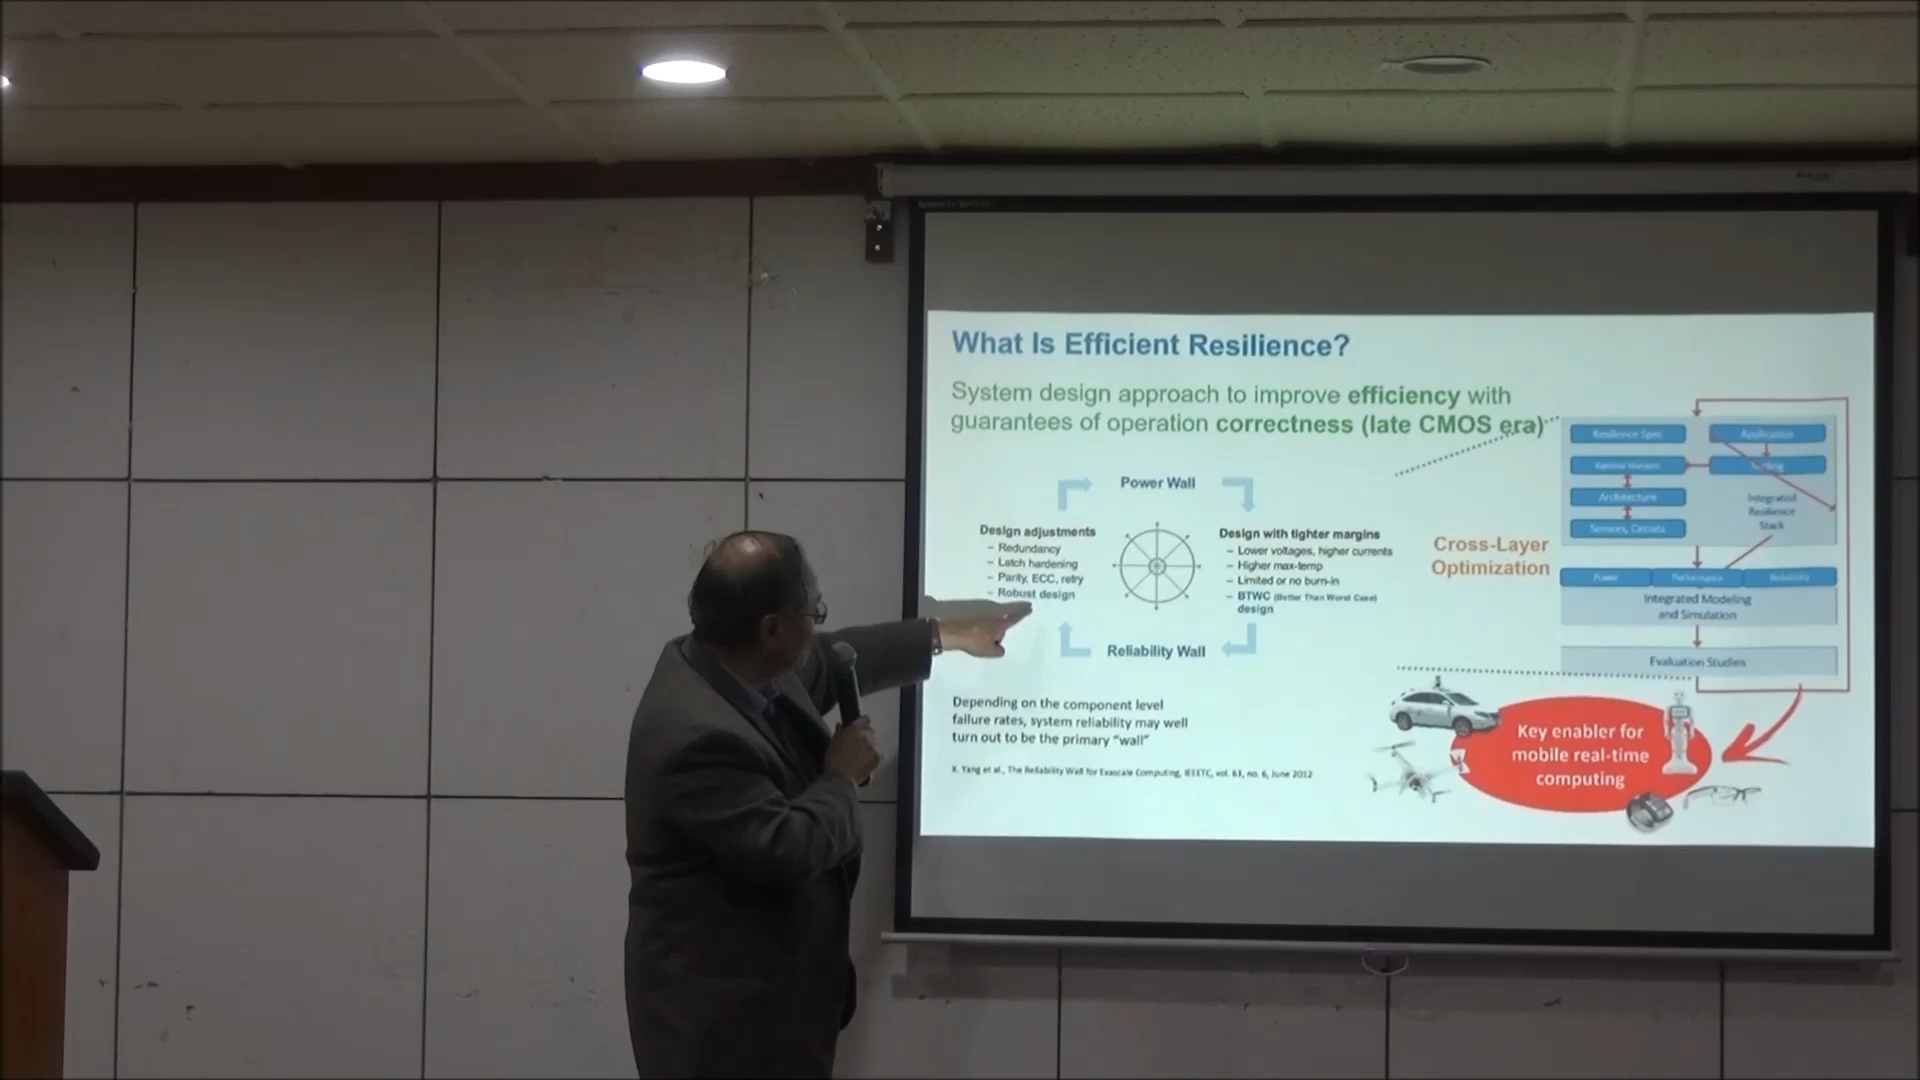 What Is Efficient Resilience?
System design approach to improve efficiency with
guarantees of operation correctness (late CMOS era)
Power Wall
Design adjustments
– Redundancy
– Latch hardening
– Parity, ECC, retry
– Robust design
Design with tighter margins
– Lower voltages, higher currents
– Higher max-temp
– Limited or no burn-in
– BTWC (Better Than Worst Case)
design
Reliability Wall
Depending on the component level
failure rates, system reliability may well
turn out to be the primary “wall”
X. Yang et al., The Reliability Wall for Exascale Computing, IEEETC, vol. 61, no. 6, June 2012
Cross-Layer
Optimization
Resilience Spec
Application
Runtime Manager
Architecture
Sensors, Circuits
Integrated
Resilience
Stack
Power
Performance
Reliability
Integrated Modeling
and Simulation
Evaluation Studies
Key enabler for
mobile real-time
computing